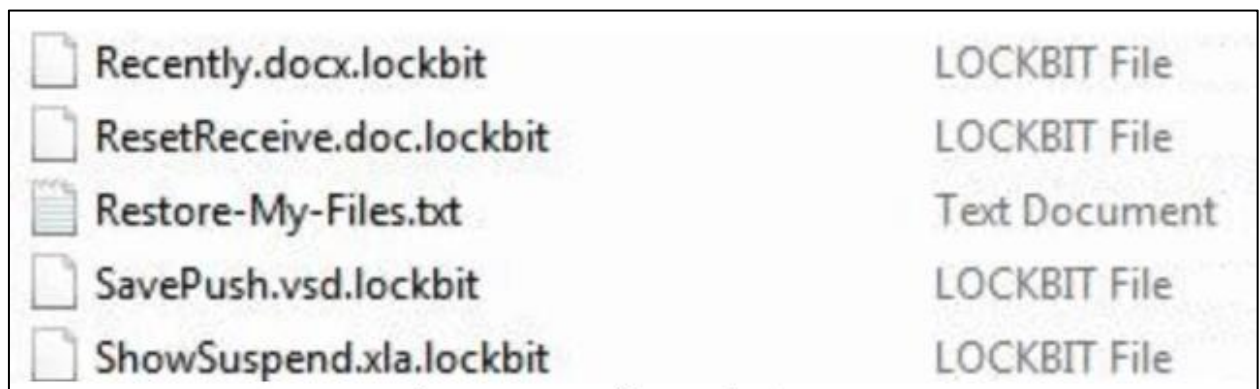 Recently.docx.lockbit LOCKBIT File
ResetReceive.doc.lockbit LOCKBIT File
Restore-My-Files.txt Text Document
SavePush.vsd.lockbit LOCKBIT File
ShowSuspend.xla.lockbit LOCKBIT File